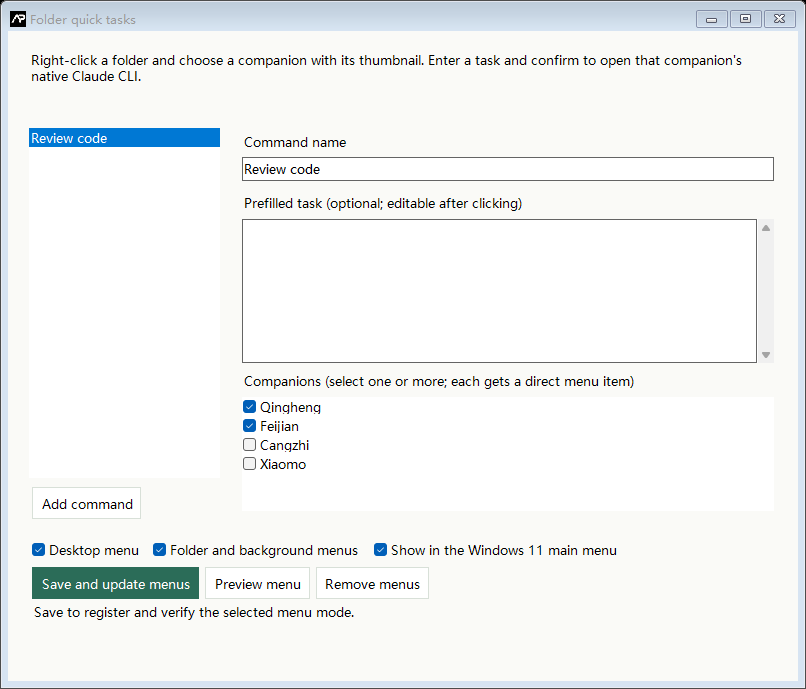 AP Folder quick tasks
Right-click a folder and choose a companion with its thumbnail. Enter a task and confirm to open that companion's
native Claude CLI.
Review code
Command name
Review code
Prefilled task (optional; editable after clicking)
Companions (select one or more; each gets a direct menu item)
Qingheng
Feijian
Cangzhi
Xiaomo
Add command
Desktop menu Folder and background menus Show in the Windows 11 main menu
Save and update menus Preview menu Remove menus
Save to register and verify the selected menu mode.